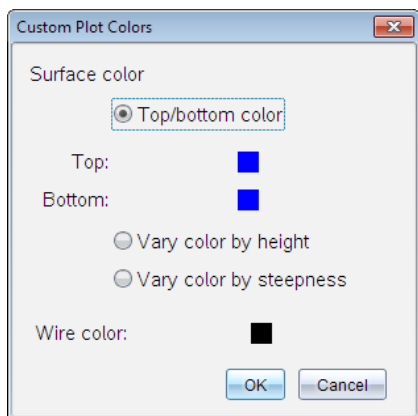 Custom Plot Colors
Surface color
Top/bottom color
Top:
Bottom:
Vary color by height
Vary color by steepness
Wire color:
OK Cancel